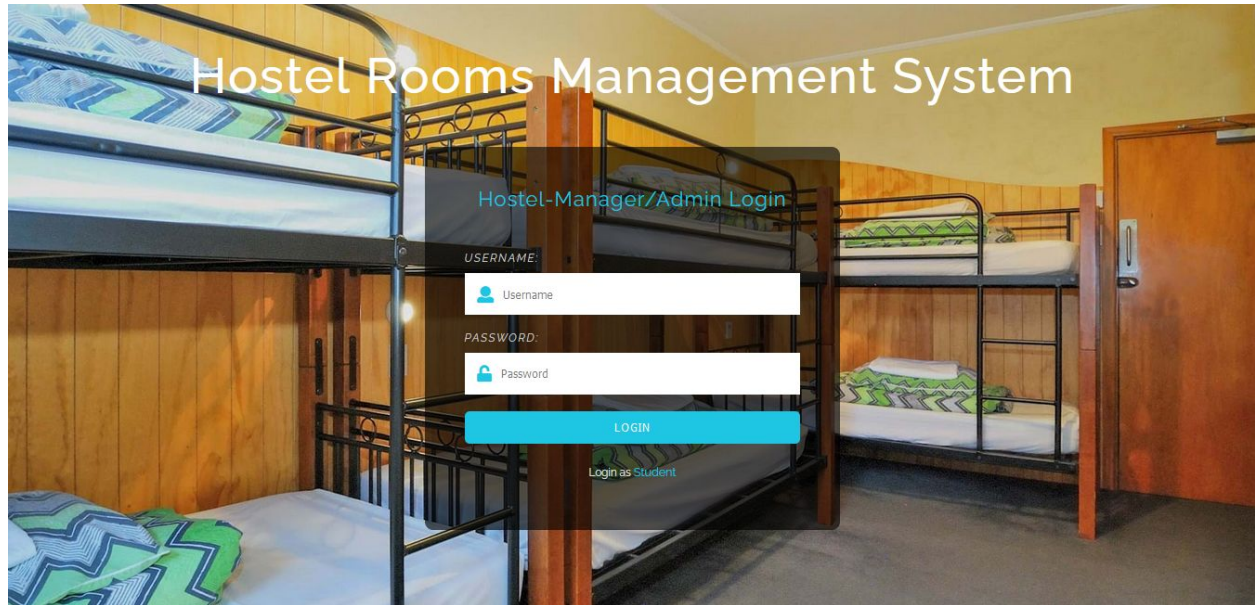 Hostel Rooms Management System
Hostel-Manager/Admin Login
USERNAME:
Username
PASSWORD:
Password
LOGIN
Login as Student